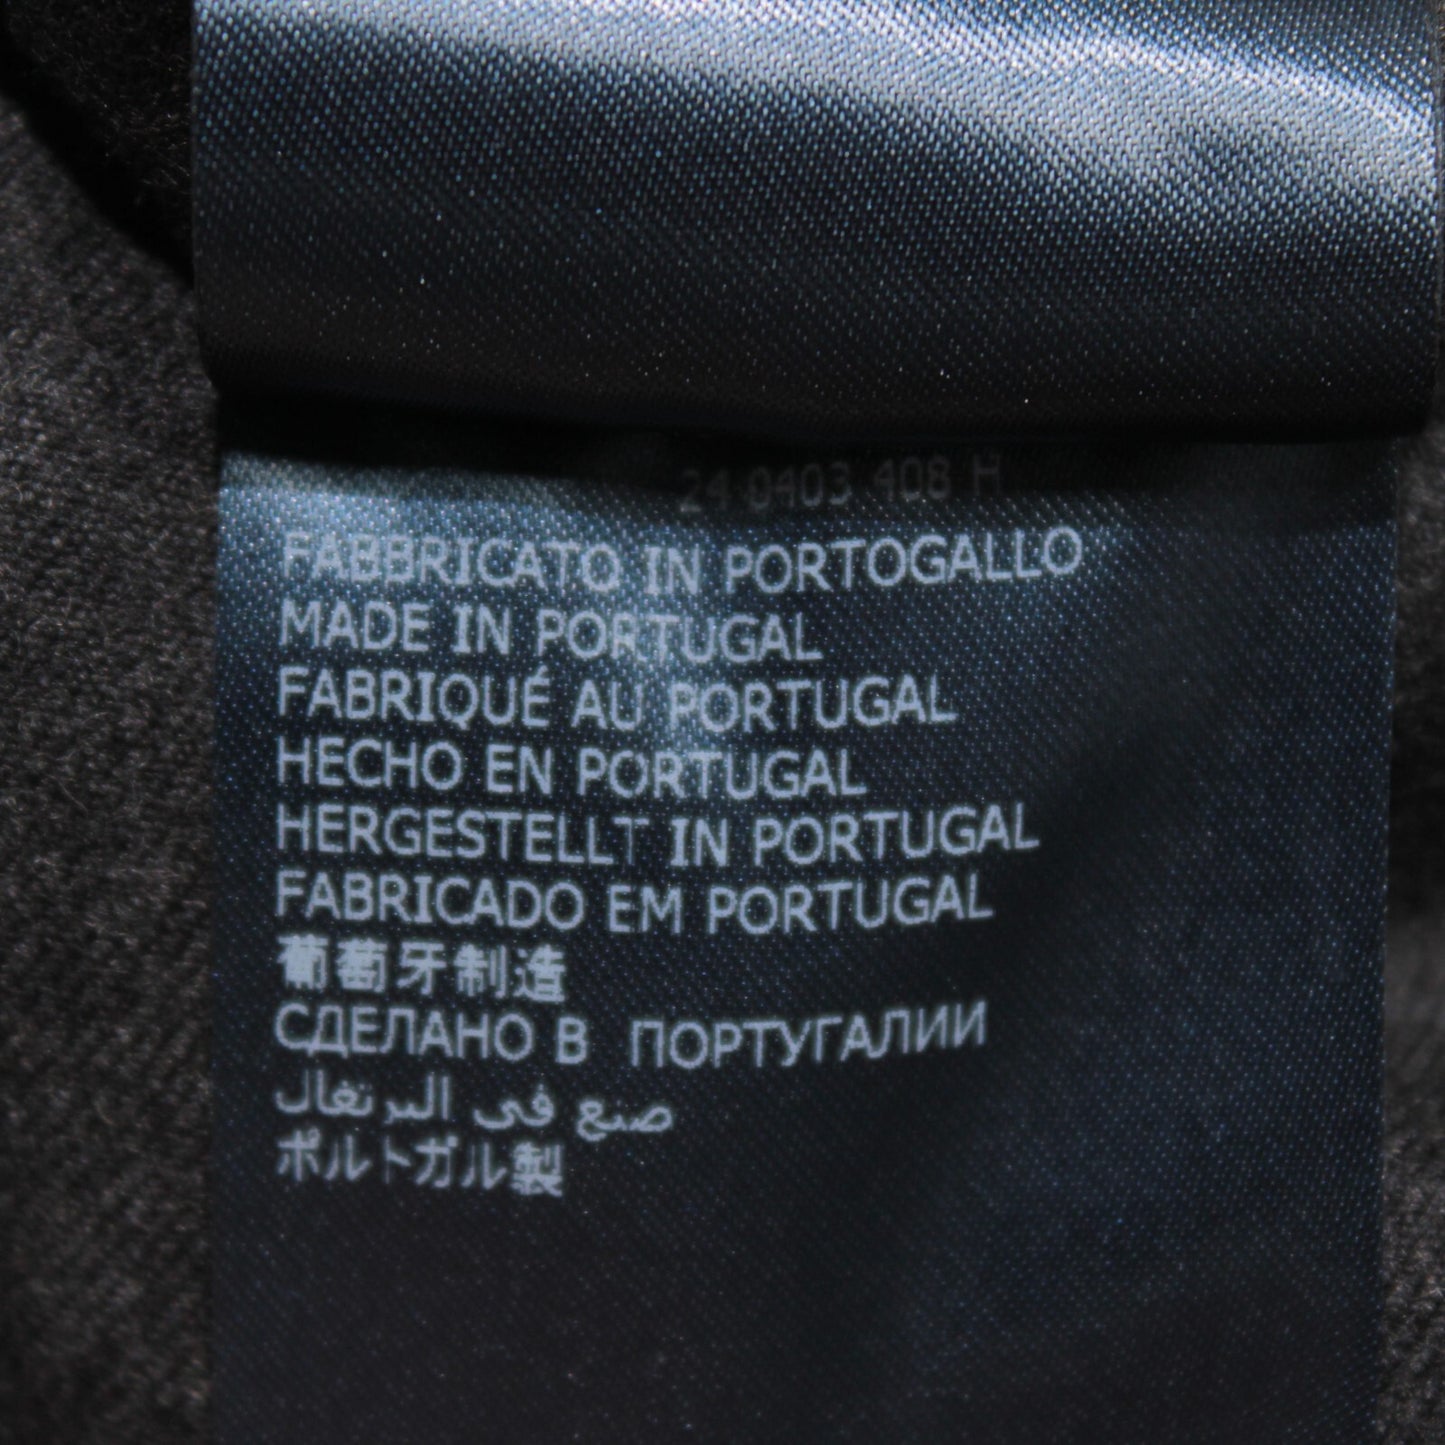 24 0403 408 H
FABBRICATO IN PORTOGALLO
MADE IN PORTUGAL
FABRIQUÉ AU PORTUGAL
HECHO EN PORTUGAL
HERGESTELLT IN PORTUGAL
FABRICADO EM PORTUGAL
葡萄牙制造
СДЕЛАНО В ПОРТУГАЛИИ
صنع في البرتغال
ポルトガル製